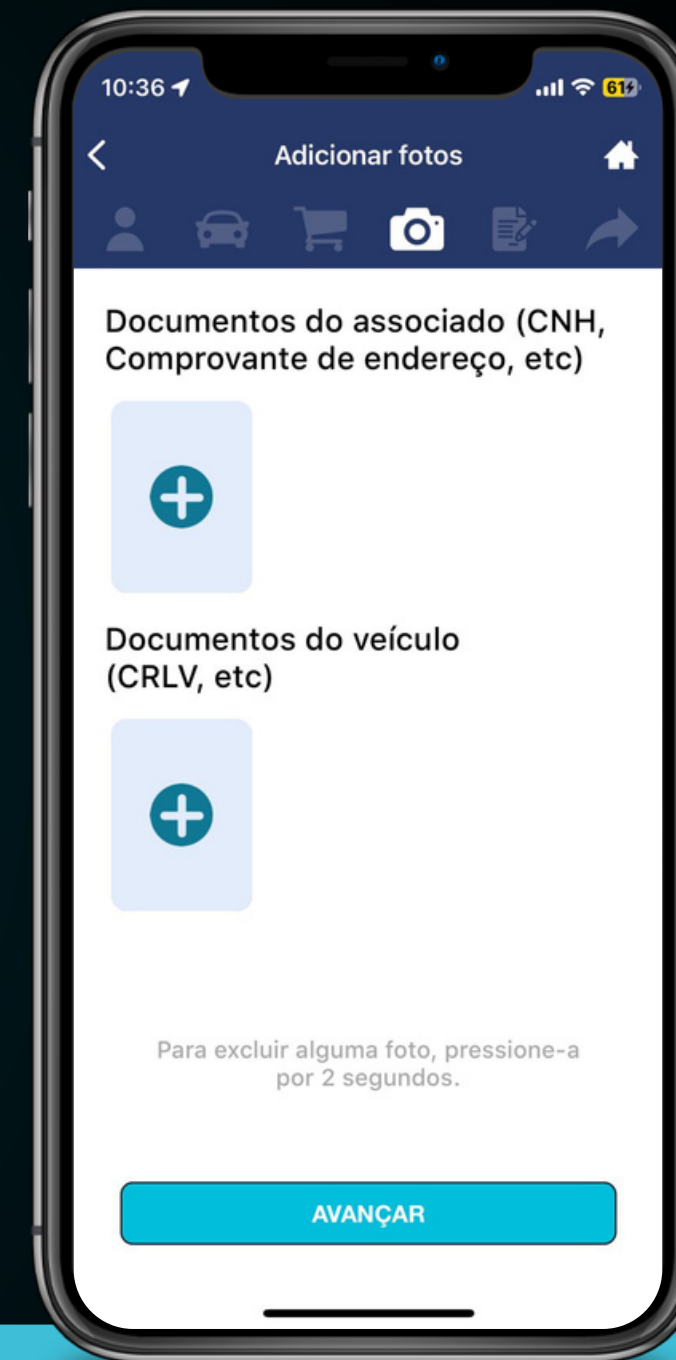 10:36
61
Adicionar fotos
Documentos do associado (CNH,
Comprovante de endereço, etc)
Documentos do veículo
(CRLV, etc)
Para excluir alguma foto, pressione-a
por 2 segundos.
AVANÇAR